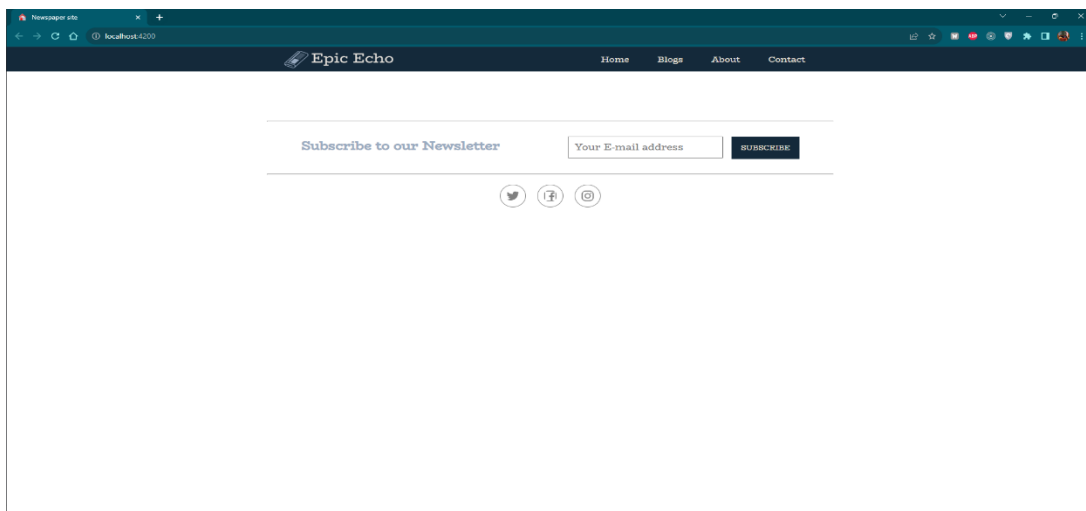 Newspaper site
localhost:4200
Epic Echo Home Blogs About Contact
Subscribe to our Newsletter Your E-mail address SUBSCRIBE